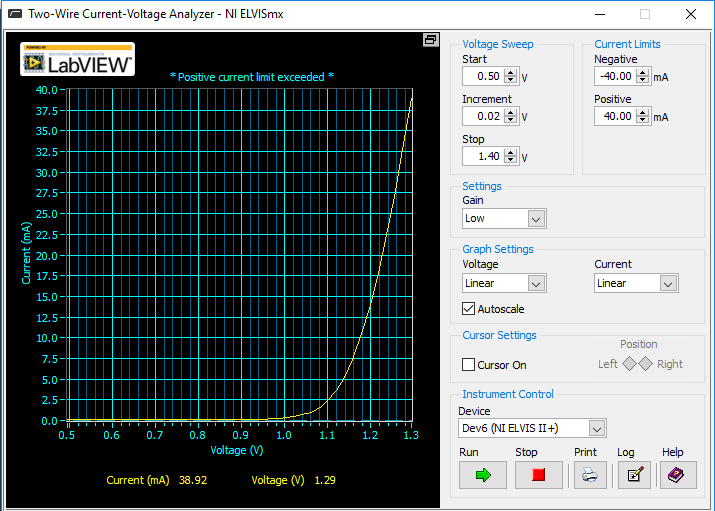 Two-Wire Current-Voltage Analyzer - NI ELVISmx
POWERED BY
NATIONAL INSTRUMENTS
LabVIEW™
* Positive current limit exceeded *
40.0
37.5
35.0
32.5
30.0
27.5
25.0
22.5
20.0
17.5
15.0
12.5
10.0
7.5
5.0
2.5
0.0
Current (mA)
0.5 0.6 0.7 0.8 0.9 1.0 1.1 1.2 1.3
Voltage (V)
Current (mA) 38.92 Voltage (V) 1.29
Voltage Sweep
Start
0.50 V
Increment
0.02 V
Stop
1.40 V
Current Limits
Negative
-40.00 mA
Positive
40.00 mA
Settings
Gain
Low
Graph Settings
Voltage
Linear
Current
Linear
Autoscale
Cursor Settings
Cursor On
Position
Left Right
Instrument Control
Device
Dev6 (NI ELVIS II+)
Run Stop Print Log Help